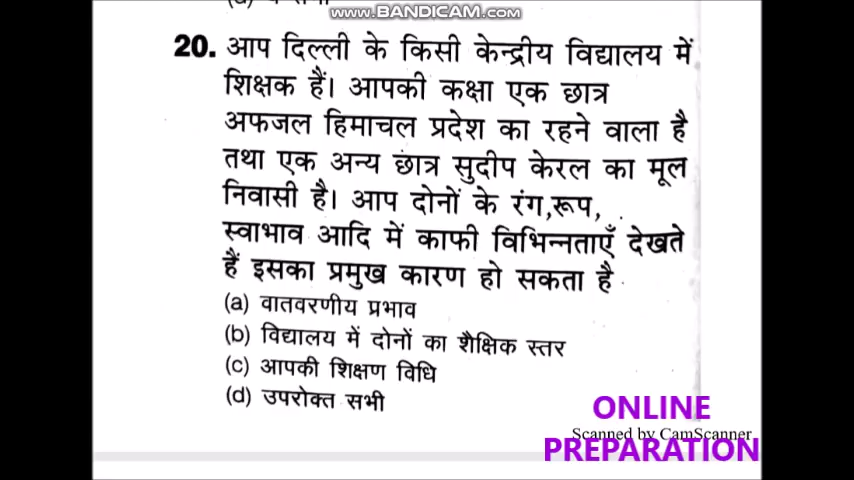 www.BANDICAM.com
20. आप दिल्ली के किसी केन्द्रीय विद्यालय में
शिक्षक हैं। आपकी कक्षा एक छात्र
अफजल हिमाचल प्रदेश का रहने वाला है
तथा एक अन्य छात्र सुदीप केरल का मूल
निवासी है। आप दोनों के रंग,रूप,
स्वाभाव आदि में काफी विभिन्नताएँ देखते
हैं इसका प्रमुख कारण हो सकता है
(a) वातवरणीय प्रभाव
(b) विद्यालय में दोनों का शैक्षिक स्तर
(c) आपकी शिक्षण विधि
(d) उपरोक्त सभी
ONLINE
Scanned by CamScanner
PREPARATION